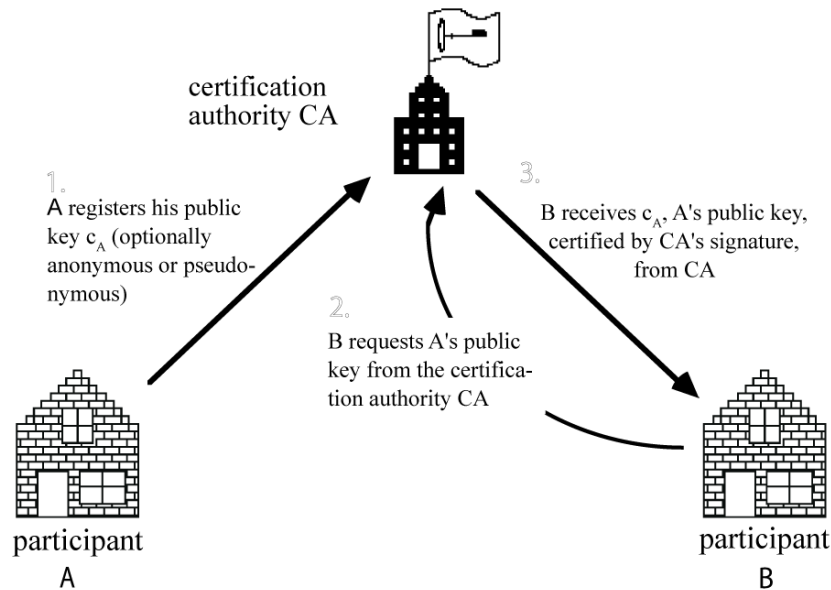 certification
authority CA
1.
A registers his public
key c_A (optionally
anonymous or pseudo-
nymous)
2.
B requests A's public
key from the certifica-
tion authority CA
3.
B receives c_A, A's public key,
certified by CA's signature,
from CA
participant
A
participant
B